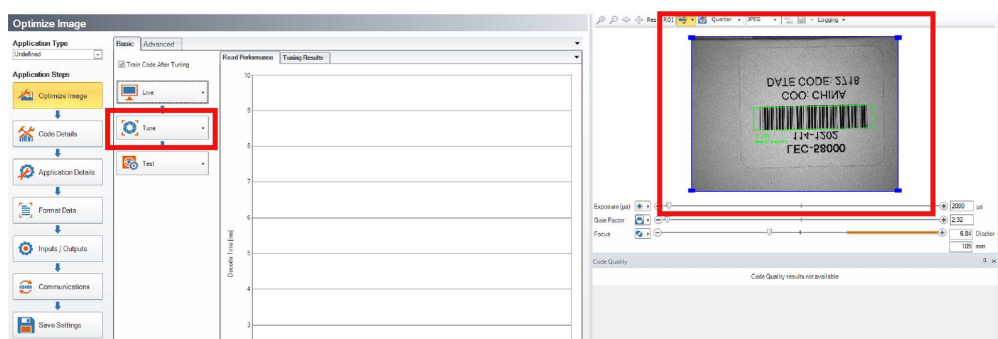 Optimize Image
Application Type
Undefined
Application Steps
Optimize Image
Code Details
Application Details
Format Data
Inputs / Outputs
Communications
Save Settings
Basic
Advanced
Train Code After Tuning
Live
Tune
Test
Read Performance
Tuning Results
Decode Time [ms]
10
9
8
7
6
5
4
3
ROI
Quarter
JPEG
Logging
DATE CODE: 2718
COO: CHINA
114-1202
LEC-58000
Exposure (µs)
2000
µs
Gain Factor
2.32
Focus
6.84
Diopter
105
mm
Code Quality
Code Quality results not available